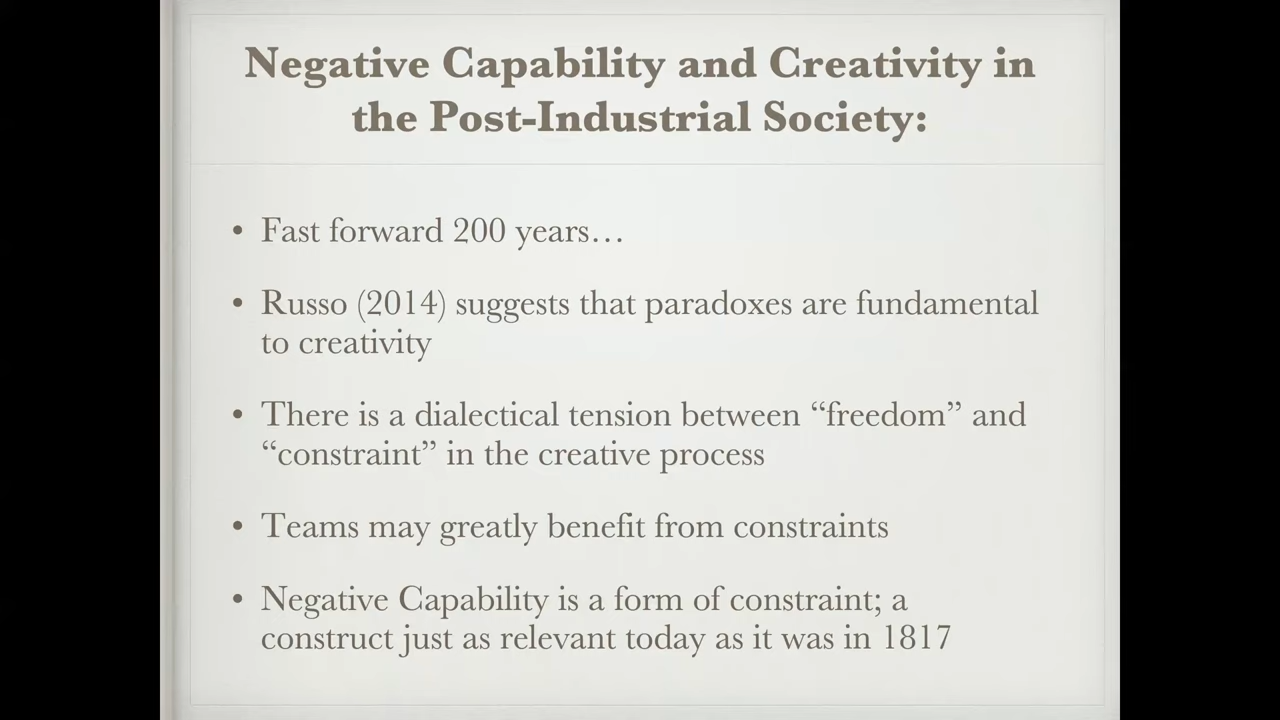 Negative Capability and Creativity in
the Post-Industrial Society:
• Fast forward 200 years…
• Russo (2014) suggests that paradoxes are fundamental
to creativity
• There is a dialectical tension between “freedom” and
“constraint” in the creative process
• Teams may greatly benefit from constraints
• Negative Capability is a form of constraint; a
construct just as relevant today as it was in 1817